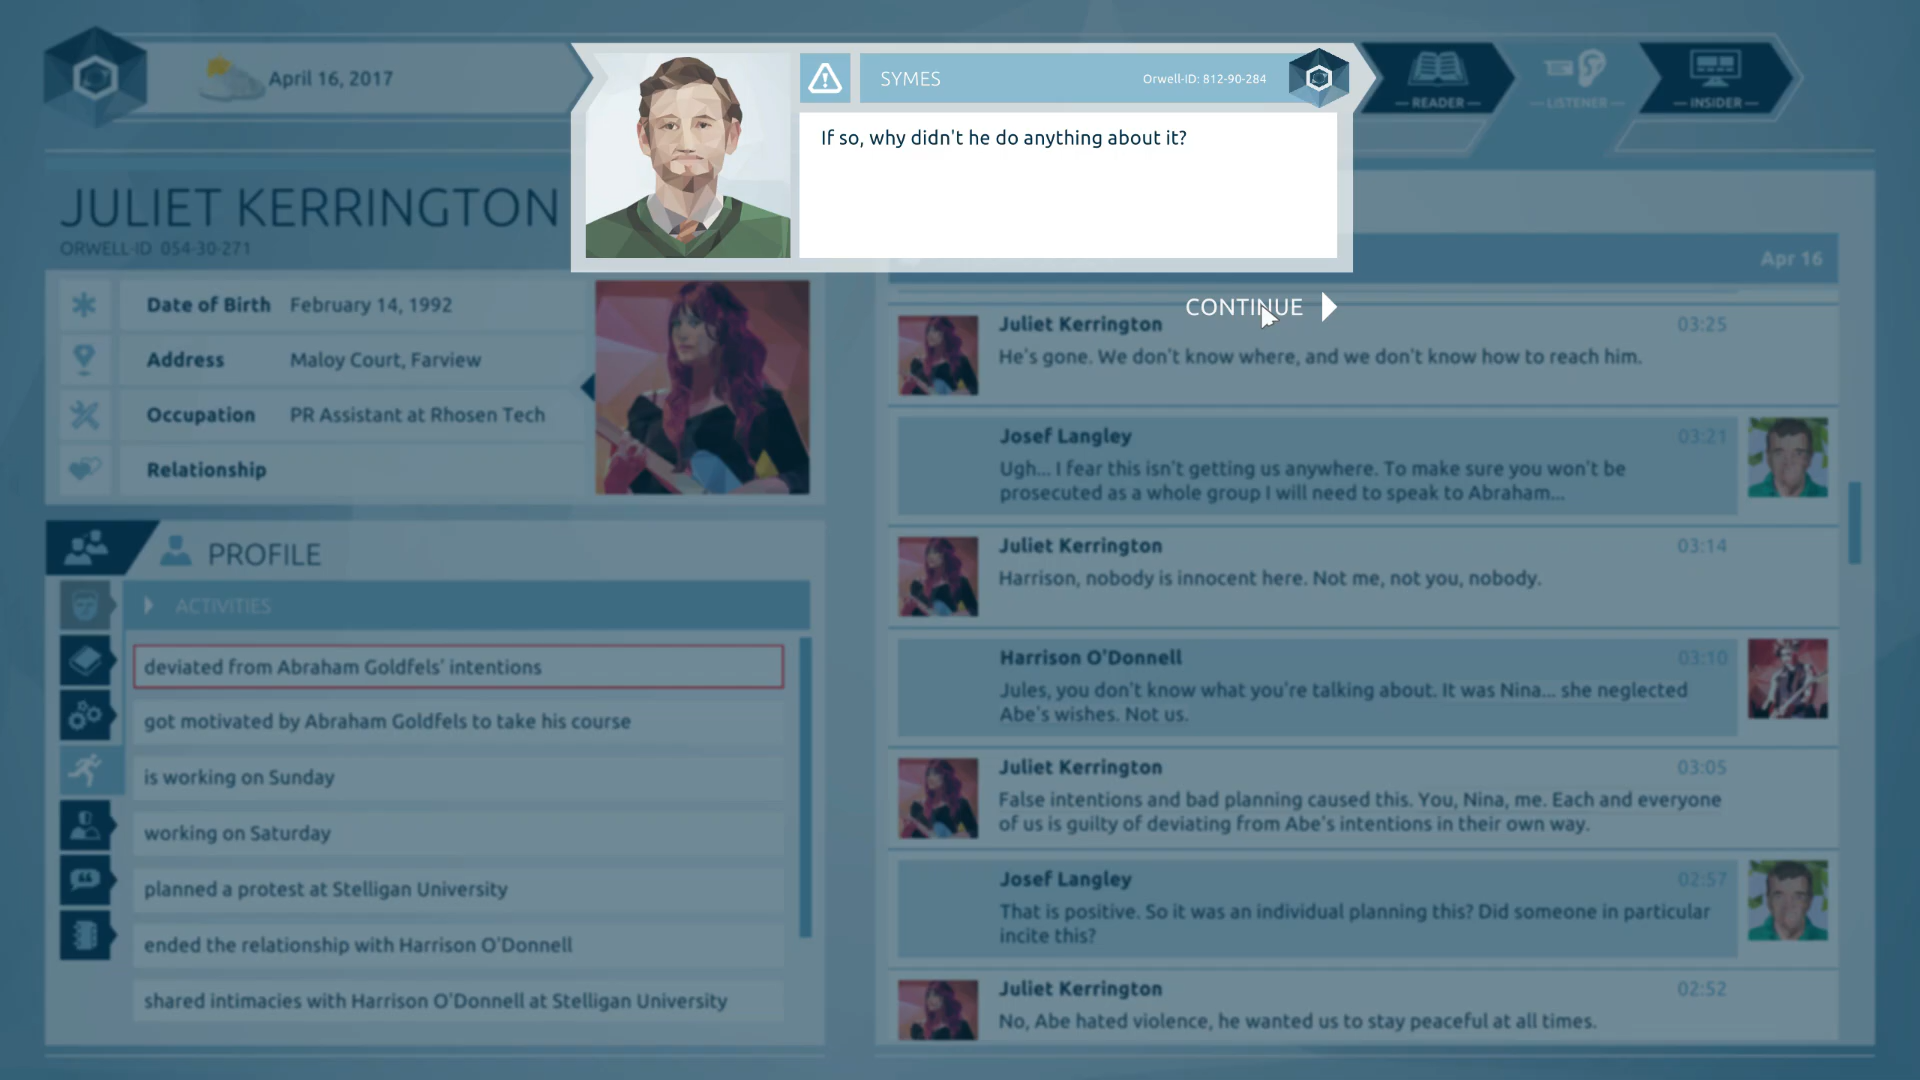 April 16, 2017
SYMES
Orwell-ID: 812-90-284
If so, why didn't he do anything about it?
CONTINUE
— READER —
— LISTENER —
— INSIDER —
JULIET KERRINGTON
ORWELL-ID 054-30-271
Date of Birth February 14, 1992
Address Maloy Court, Farview
Occupation PR Assistant at Rhosen Tech
Relationship
PROFILE
ACTIVITIES
deviated from Abraham Goldfels' intentions
got motivated by Abraham Goldfels to take his course
is working on Sunday
working on Saturday
planned a protest at Stelligan University
ended the relationship with Harrison O'Donnell
shared intimacies with Harrison O'Donnell at Stelligan University
Apr 16
Juliet Kerrington 03:25
He's gone. We don't know where, and we don't know how to reach him.
Josef Langley 03:21
Ugh... I fear this isn't getting us anywhere. To make sure you won't be
prosecuted as a whole group I will need to speak to Abraham...
Juliet Kerrington 03:14
Harrison, nobody is innocent here. Not me, not you, nobody.
Harrison O'Donnell 03:10
Jules, you don't know what you're talking about. It was Nina... she neglected
Abe's wishes. Not us.
Juliet Kerrington 03:05
False intentions and bad planning caused this. You, Nina, me. Each and everyone
of us is guilty of deviating from Abe's intentions in their own way.
Josef Langley 02:57
That is positive. So it was an individual planning this? Did someone in particular
incite this?
Juliet Kerrington 02:52
No, Abe hated violence, he wanted us to stay peaceful at all times.